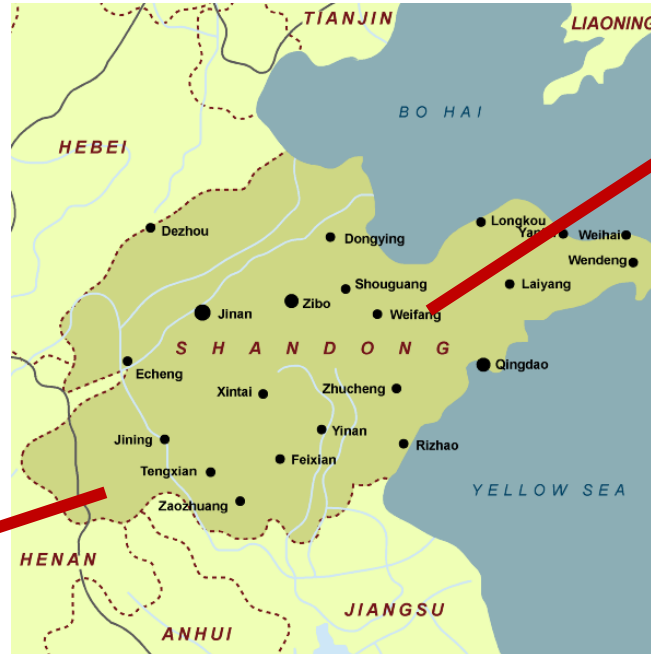 TIANJIN
LIAONING
BO HAI
HEBEI
Dezhou
Longkou
Weihai
Dongying
Wendeng
Shouguang
Laiyang
Zibo
Jinan
Weifang
SHANDONG
Qingdao
Echeng
Xintai
Zhucheng
Yinan
Jining
Rizhao
Feixian
Tengxian
YELLOW SEA
Zaozhuang
HENAN
JIANGSU
ANHUI